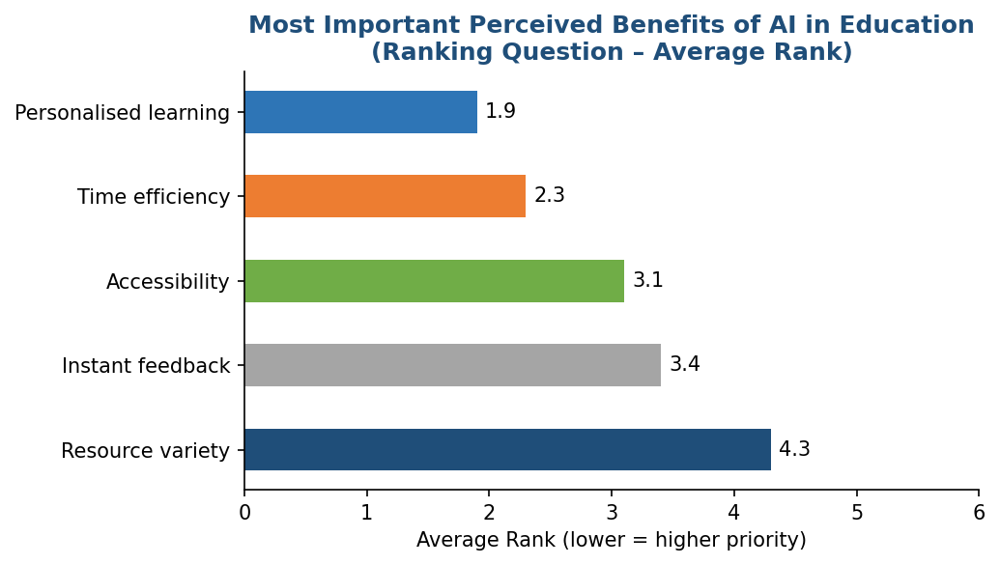 Most Important Perceived Benefits of AI in Education
(Ranking Question – Average Rank)
Personalised learning
1.9
Time efficiency
2.3
Accessibility
3.1
Instant feedback
3.4
Resource variety
4.3
0 1 2 3 4 5 6
Average Rank (lower = higher priority)